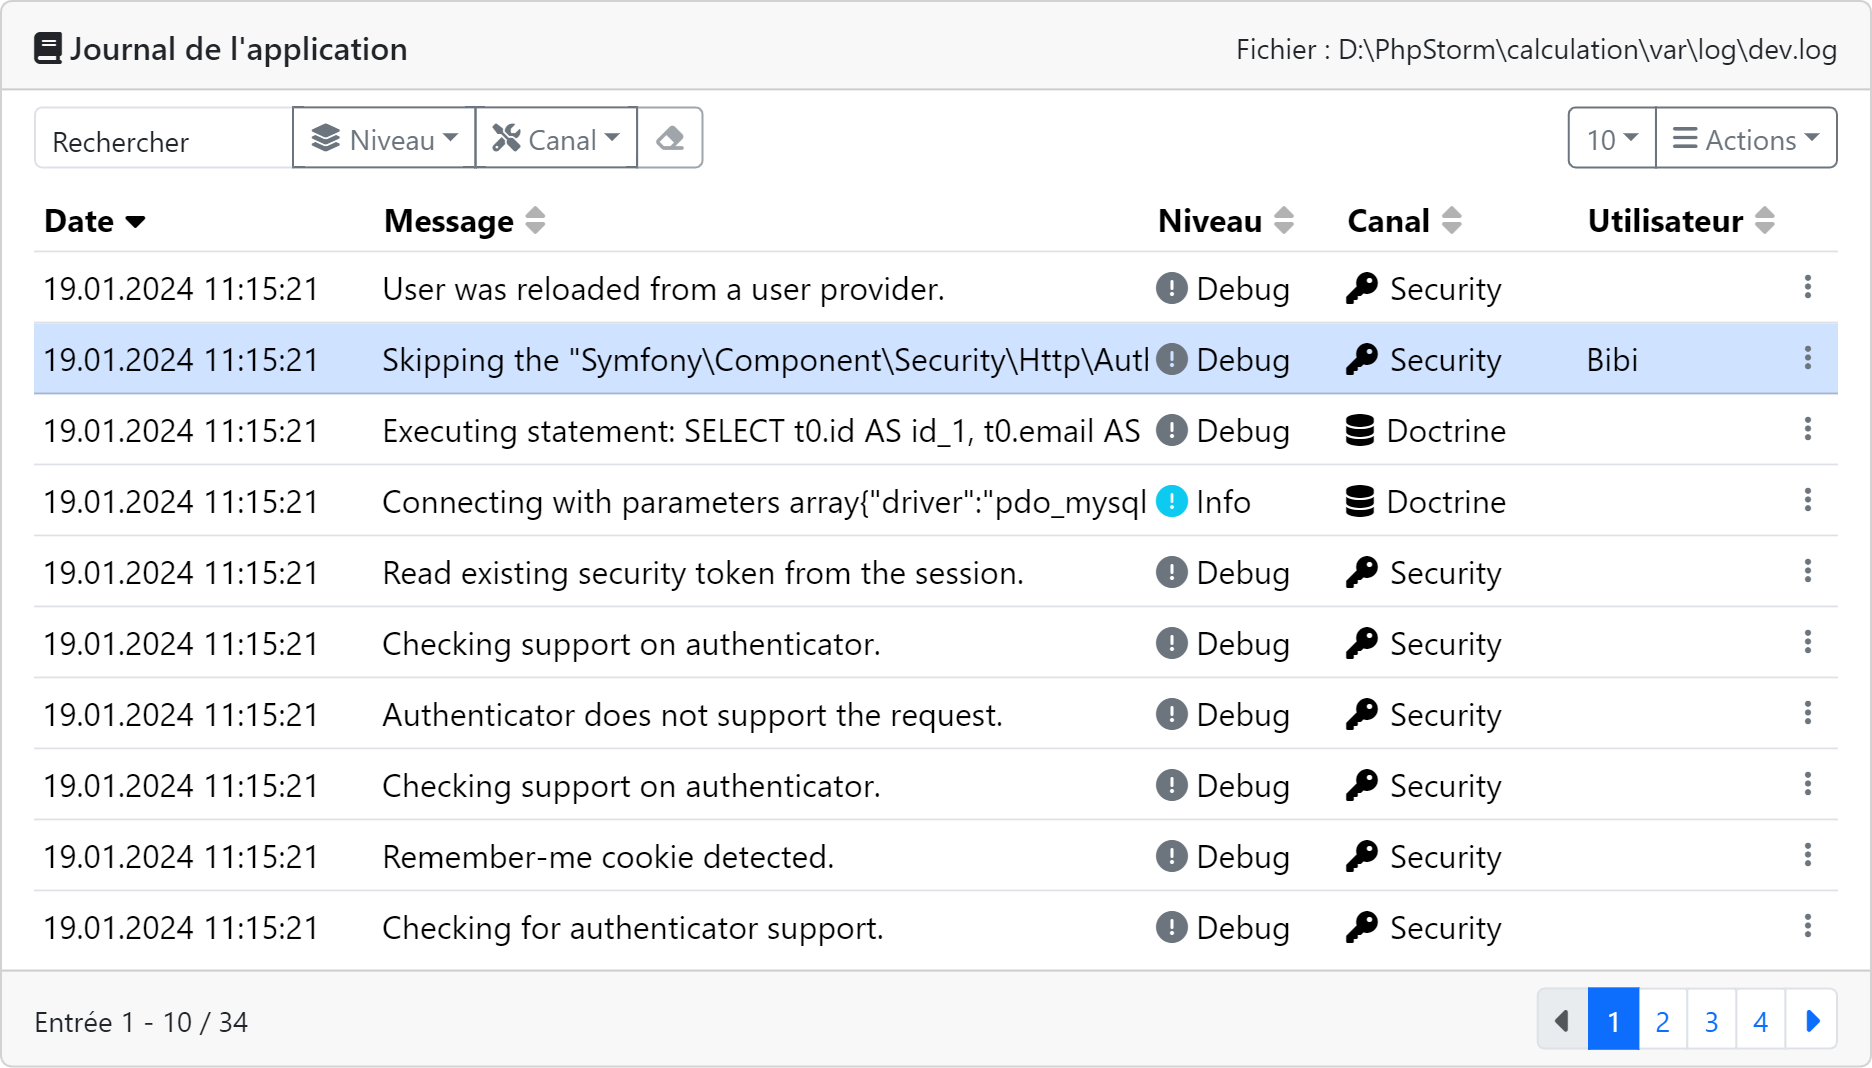 Journal de l'application Fichier : D:\PhpStorm\calculation\var\log\dev.log
Rechercher Niveau Canal 10 Actions
Date Message Niveau Canal Utilisateur
19.01.2024 11:15:21 User was reloaded from a user provider. Debug Security
19.01.2024 11:15:21 Skipping the "Symfony\Component\Security\Http\ Debug Security Bibi
19.01.2024 11:15:21 Executing statement: SELECT t0.id AS id_1, t0.email AS Debug Doctrine
19.01.2024 11:15:21 Connecting with parameters array{"driver":"pdo_mysql Info Doctrine
19.01.2024 11:15:21 Read existing security token from the session. Debug Security
19.01.2024 11:15:21 Checking support on authenticator. Debug Security
19.01.2024 11:15:21 Authenticator does not support the request. Debug Security
19.01.2024 11:15:21 Checking support on authenticator. Debug Security
19.01.2024 11:15:21 Remember-me cookie detected. Debug Security
19.01.2024 11:15:21 Checking for authenticator support. Debug Security
Entrée 1 - 10 / 34 1 2 3 4